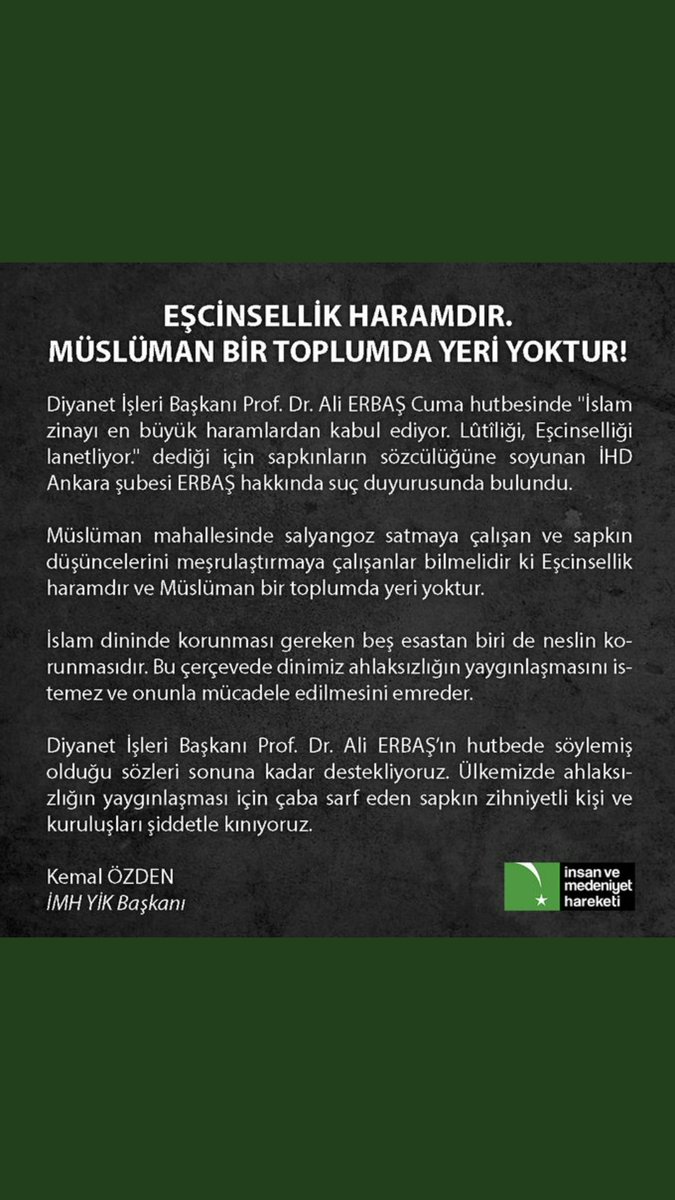 EŞCİNSELLİK HARAMDIR.
MÜSLÜMAN BİR TOPLUMDA YERİ YOKTUR!
Diyanet İşleri Başkanı Prof. Dr. Ali ERBAŞ Cuma hutbesinde "İslam
zinayı en büyük haramlardan kabul ediyor. Lûtîliği, Eşcinselliği
lanetliyor." dediği için sapkınların sözcülüğüne soyunan İHD
Ankara şubesi ERBAŞ hakkında suç duyurusunda bulundu.
Müslüman mahallesinde salyangoz satmaya çalışan ve sapkın
düşüncelerini meşrulaştırmaya çalışanlar bilmelidir ki Eşcinsellik
haramdır ve Müslüman bir toplumda yeri yoktur.
İslam dininde korunması gereken beş esastan biri de neslin ko-
runmasıdır. Bu çerçevede dinimiz ahlaksızlığın yaygınlaşmasını is-
temez ve onunla mücadele edilmesini emreder.
Diyanet İşleri Başkanı Prof. Dr. Ali ERBAŞ'ın hutbede söylemiş
olduğu sözleri sonuna kadar destekliyoruz. Ülkemizde ahlaksı-
zlığın yaygınlaşması için çaba sarf eden sapkın zihniyetli kişi ve
kuruluşları şiddetle kınıyoruz.
Kemal ÖZDEN
İMH YİK Başkanı
insan ve
medeniyet
hareketi